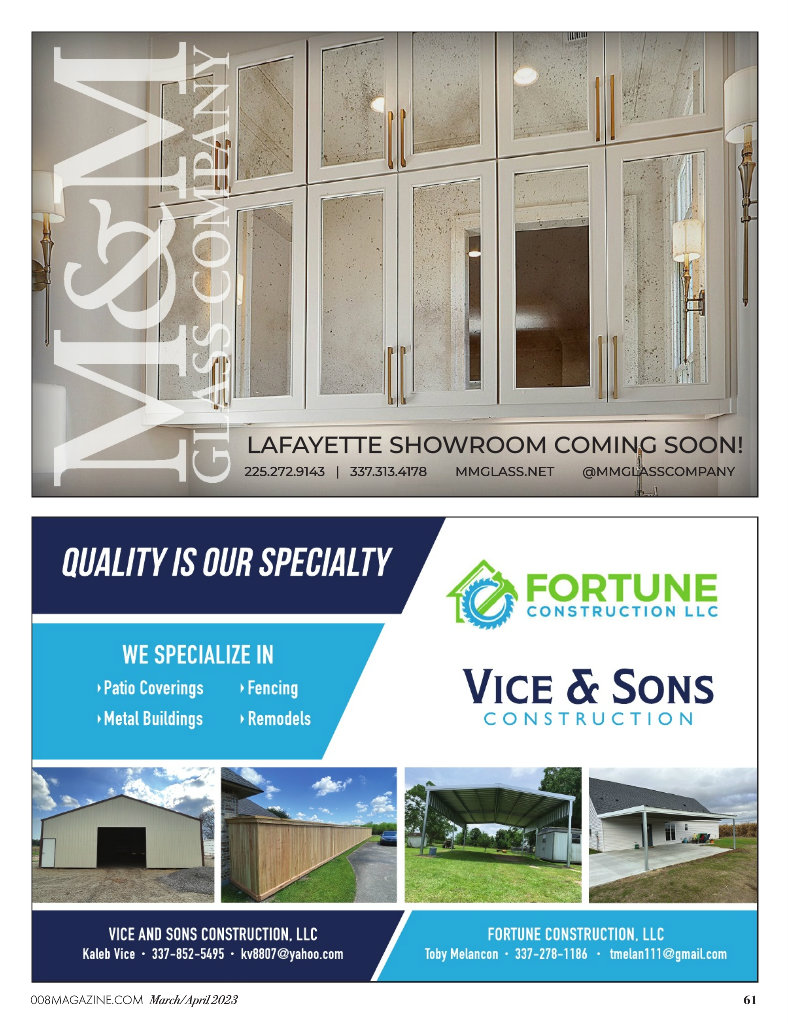 M&M
GLASS COMPANY
LAFAYETTE SHOWROOM COMING SOON!
225.272.9143 | 337.313.4178 MMGLASS.NET @MMGLASSCOMPANY
QUALITY IS OUR SPECIALTY
FORTUNE
CONSTRUCTION LLC
WE SPECIALIZE IN
Patio Coverings
Fencing
Metal Buildings
Remodels
VICE & SONS
CONSTRUCTION
VICE AND SONS CONSTRUCTION, LLC
Kaleb Vice • 337-852-5495 • kv8807@yahoo.com
FORTUNE CONSTRUCTION, LLC
Toby Melancon • 337-278-1186 • tmelan111@gmail.com
008MAGAZINE.COM March/April 2023
61